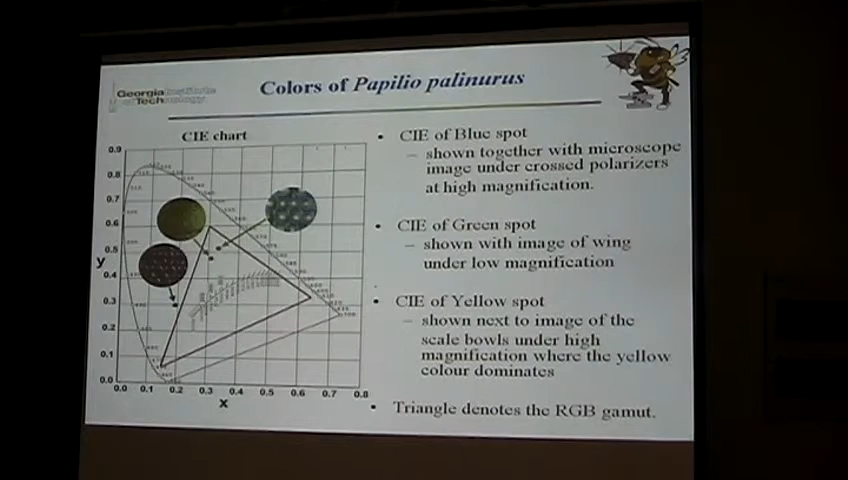 Georgia Institute
of Technology
Colors of Papilio palinurus
CIE chart
0.9
0.8
0.7
0.6
0.5
y
0.4
0.3
0.2
0.1
0.0
0.0 0.1 0.2 0.3 0.4 0.5 0.6 0.7 0.8
x
• CIE of Blue spot
– shown together with microscope
image under crossed polarizers
at high magnification.
• CIE of Green spot
– shown with image of wing
under low magnification
• CIE of Yellow spot
– shown next to image of the
scale bowls under high
magnification where the yellow
colour dominates
• Triangle denotes the RGB gamut.